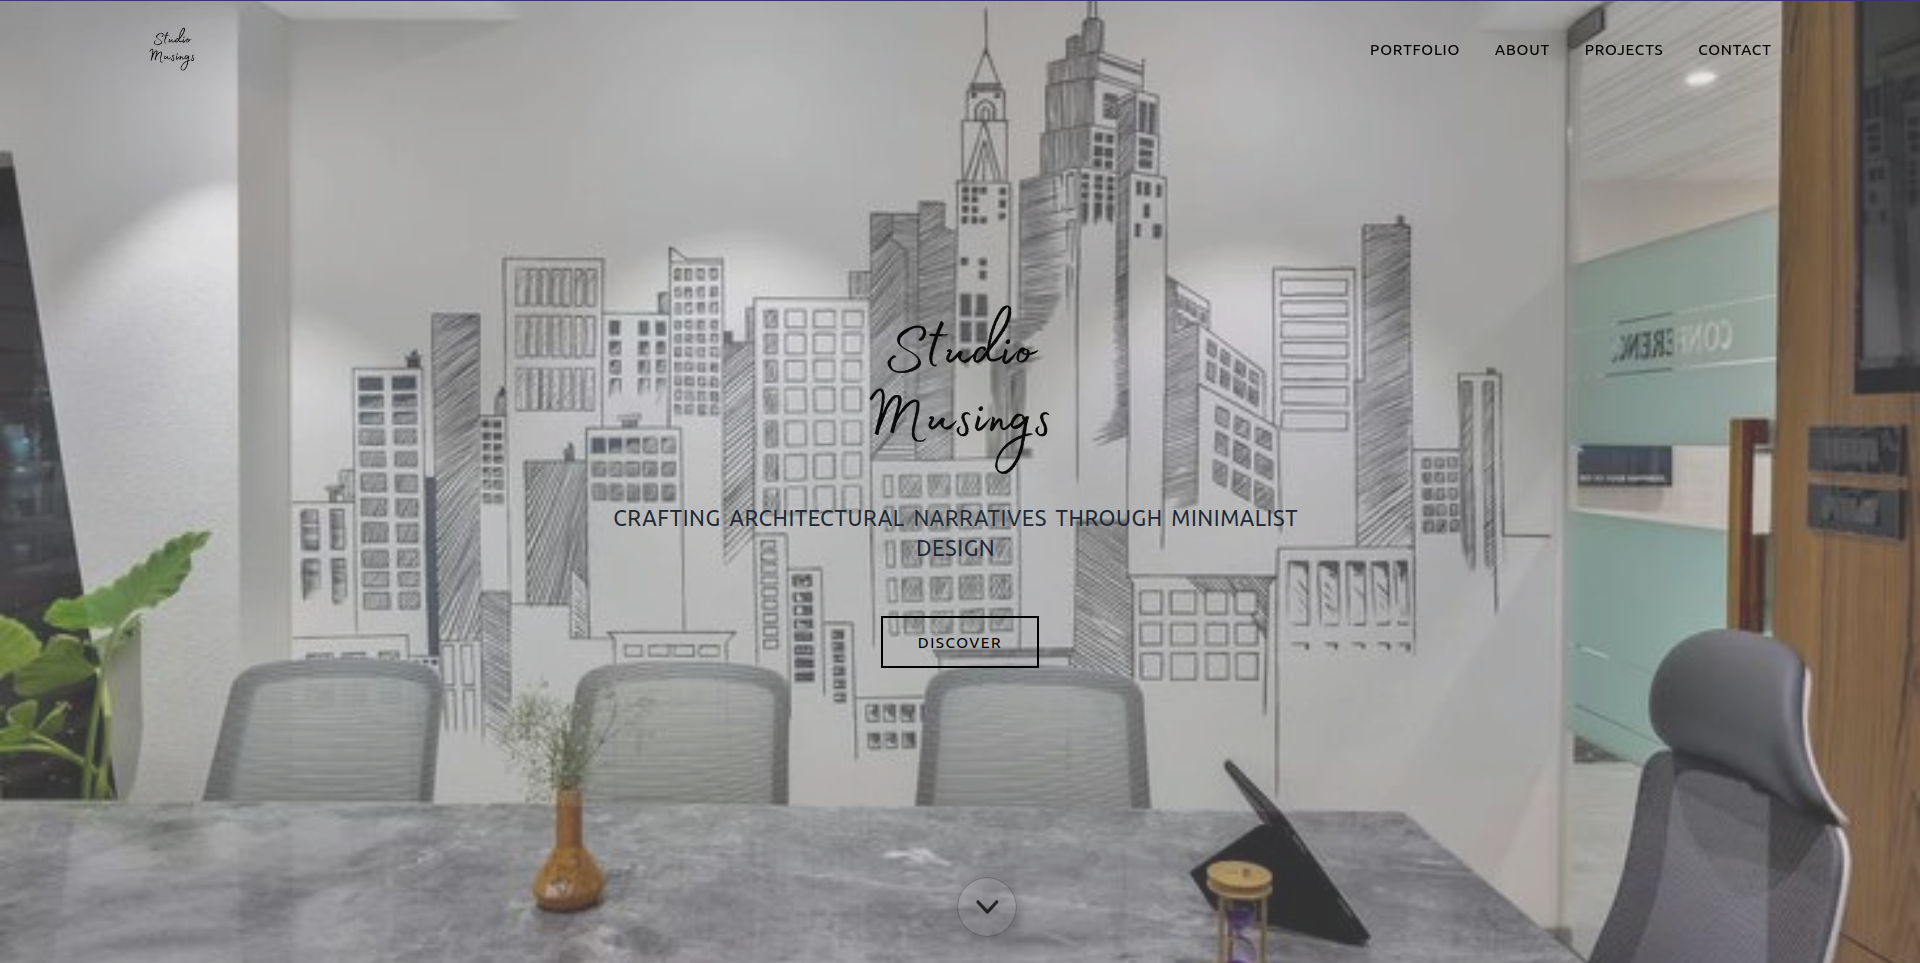 Studio
Musings
PORTFOLIO ABOUT PROJECTS CONTACT
Studio
Musings
CRAFTING ARCHITECTURAL NARRATIVES THROUGH MINIMALIST
DESIGN
DISCOVER